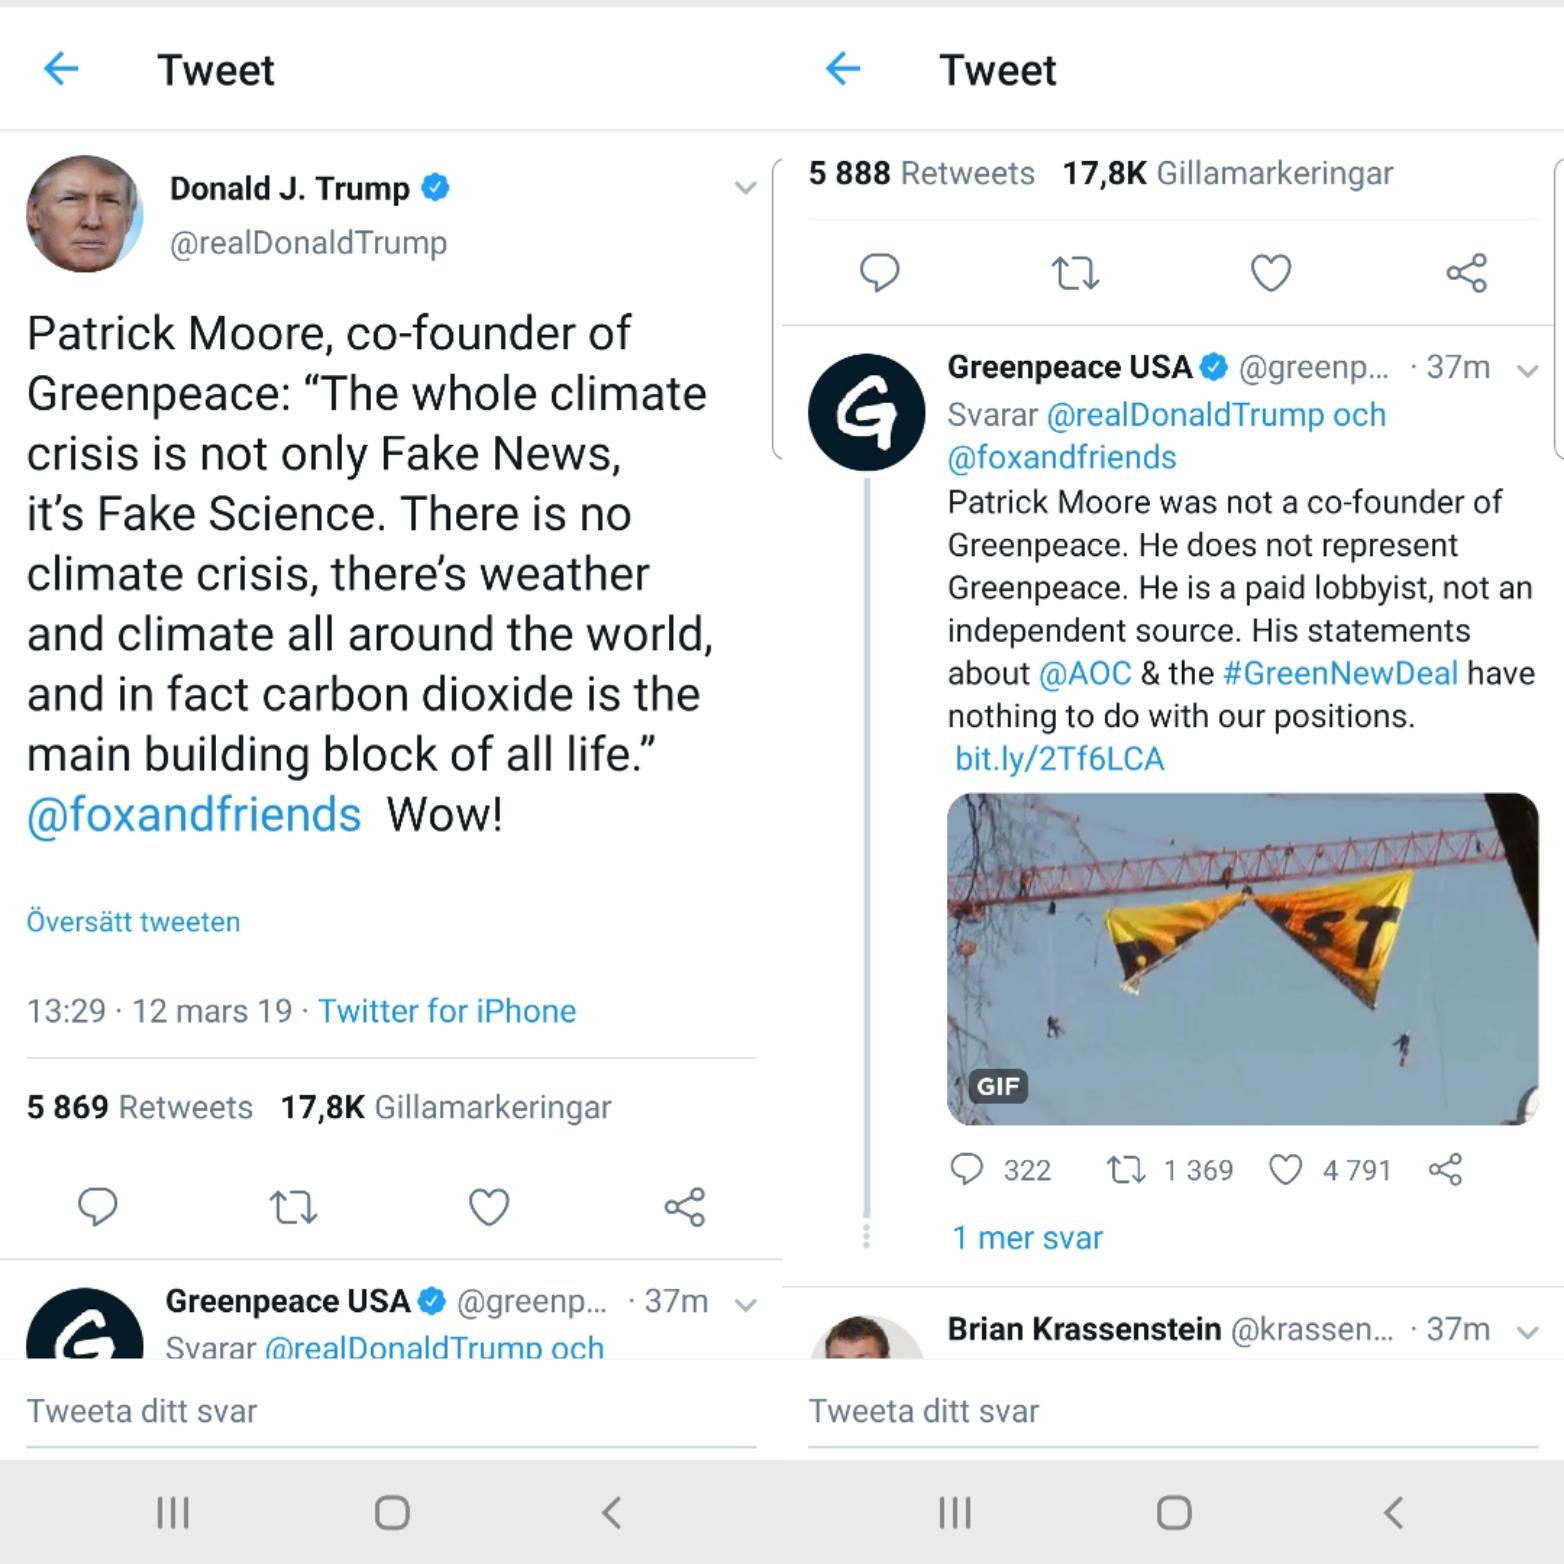 Tweet
Donald J. Trump
@realDonaldTrump
Patrick Moore, co-founder of
Greenpeace: “The whole climate
crisis is not only Fake News,
it’s Fake Science. There is no
climate crisis, there’s weather
and climate all around the world,
and in fact carbon dioxide is the
main building block of all life.”
@foxandfriends Wow!
Översätt tweeten
13:29 · 12 mars 19 · Twitter for iPhone
5 869 Retweets 17,8K Gillamarkeringar
Greenpeace USA @greenp... · 37m
Svarar @realDonaldTrump och
Tweeta ditt svar
Tweet
5 888 Retweets 17,8K Gillamarkeringar
Greenpeace USA @greenp... · 37m
Svarar @realDonaldTrump och
@foxandfriends
Patrick Moore was not a co-founder of
Greenpeace. He does not represent
Greenpeace. He is a paid lobbyist, not an
independent source. His statements
about @AOC & the #GreenNewDeal have
nothing to do with our positions.
bit.ly/2Tf6LCA
ST
GIF
322 1 369 4 791
1 mer svar
Brian Krassenstein @krassen... · 37m
Tweeta ditt svar